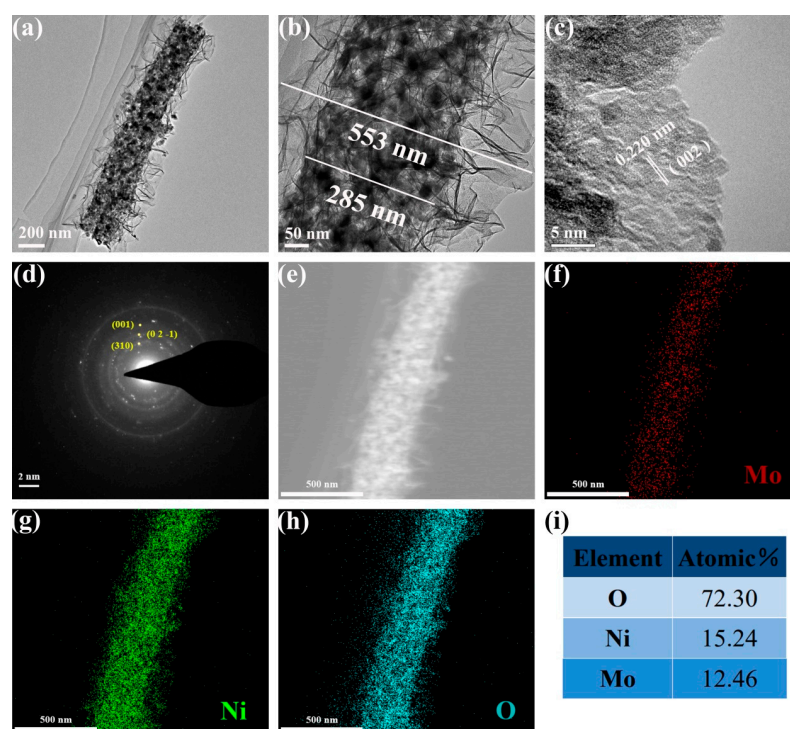 (a)
200 nm
(b)
553 nm
285 nm
50 nm
(c)
0.220 nm
(002)
5 nm
(d)
(001)
(0 2 -1)
(310)
2 nm
(e)
500 nm
(f)
500 nm
Mo
(g)
500 nm
Ni
(h)
500 nm
O
(i)
Element Atomic%
O 72.30
Ni 15.24
Mo 12.46